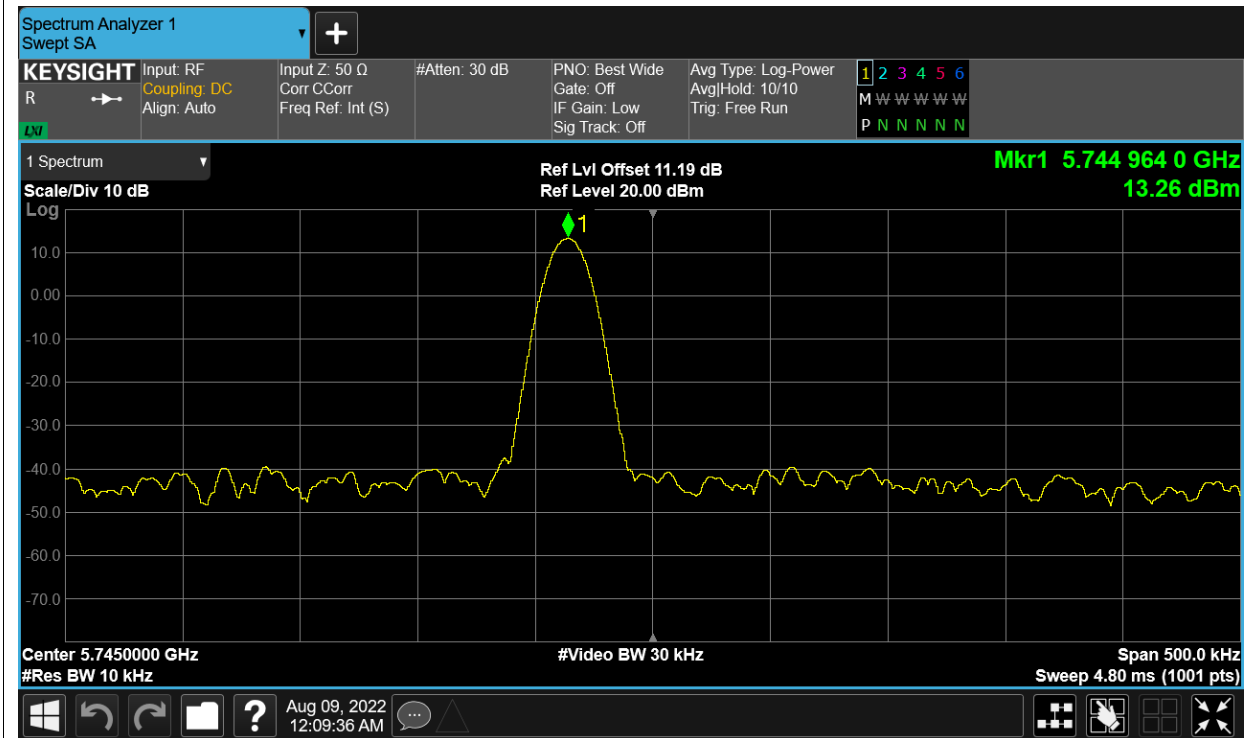 Spectrum Analyzer 1
Swept SA
KEYSIGHT
R
LXI
Input: RF
Coupling: DC
Align: Auto
Input Z: 50 Ω
Corr CCorr
Freq Ref: Int (S)
#Atten: 30 dB
PNO: Best Wide
Gate: Off
IF Gain: Low
Sig Track: Off
Avg Type: Log-Power
Avg|Hold: 10/10
Trig: Free Run
1 2 3 4 5 6
M W W W W W
P N N N N N
1 Spectrum
Scale/Div 10 dB
Log
Ref Lvl Offset 11.19 dB
Ref Level 20.00 dBm
Mkr1 5.744 964 0 GHz
13.26 dBm
1
10.0
0.00
-10.0
-20.0
-30.0
-40.0
-50.0
-60.0
-70.0
Center 5.7450000 GHz
#Video BW 30 kHz
Span 500.0 kHz
#Res BW 10 kHz
Sweep 4.80 ms (1001 pts)
?
Aug 09, 2022
12:09:36 AM